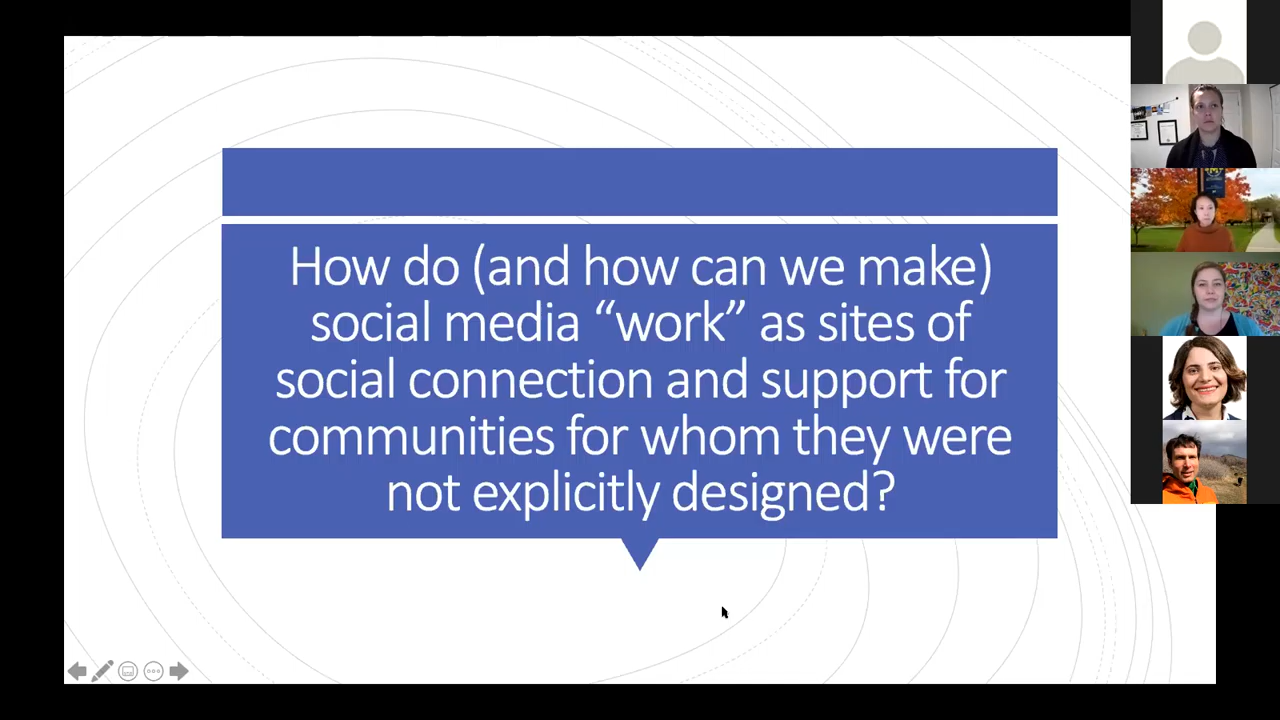 How do (and how can we make)
social media “work” as sites of
social connection and support for
communities for whom they were
not explicitly designed?